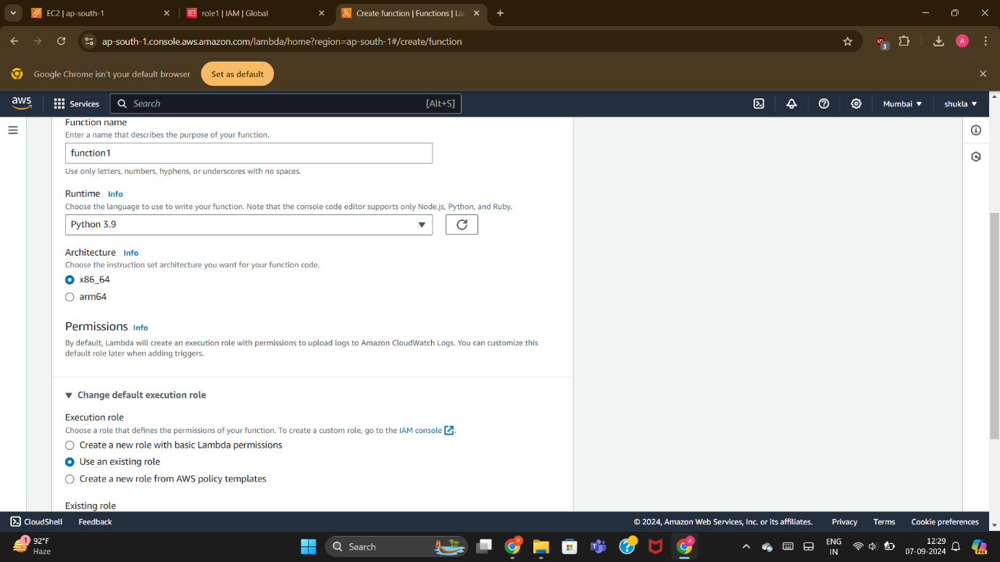 EC2 | ap-south-1
role1 | IAM | Global
Create function | Functions | La
ap-south-1.console.aws.amazon.com/lambda/home?region=ap-south-1#/create/function
3
A
Google Chrome isn't your default browser
Set as default
aws
Services
Search
[Alt+S]
Mumbai
shukla
Function name
Enter a name that describes the purpose of your function.
function1
Use only letters, numbers, hyphens, or underscores with no spaces.
Runtime Info
Choose the language to use to write your function. Note that the console code editor supports only Node.js, Python, and Ruby.
Python 3.9
Architecture Info
Choose the instruction set architecture you want for your function code.
x86_64
arm64
Permissions Info
By default, Lambda will create an execution role with permissions to upload logs to Amazon CloudWatch Logs. You can customize this
default role later when adding triggers.
Change default execution role
Execution role
Choose a role that defines the permissions of your function. To create a custom role, go to the IAM console.
Create a new role with basic Lambda permissions
Use an existing role
Create a new role from AWS policy templates
Existing role
CloudShell
Feedback
© 2024, Amazon Web Services, Inc. or its affiliates.
Privacy
Terms
Cookie preferences
1
92°F
Haze
Search
R
A
ENG
IN
12:29
07-09-2024
PRE